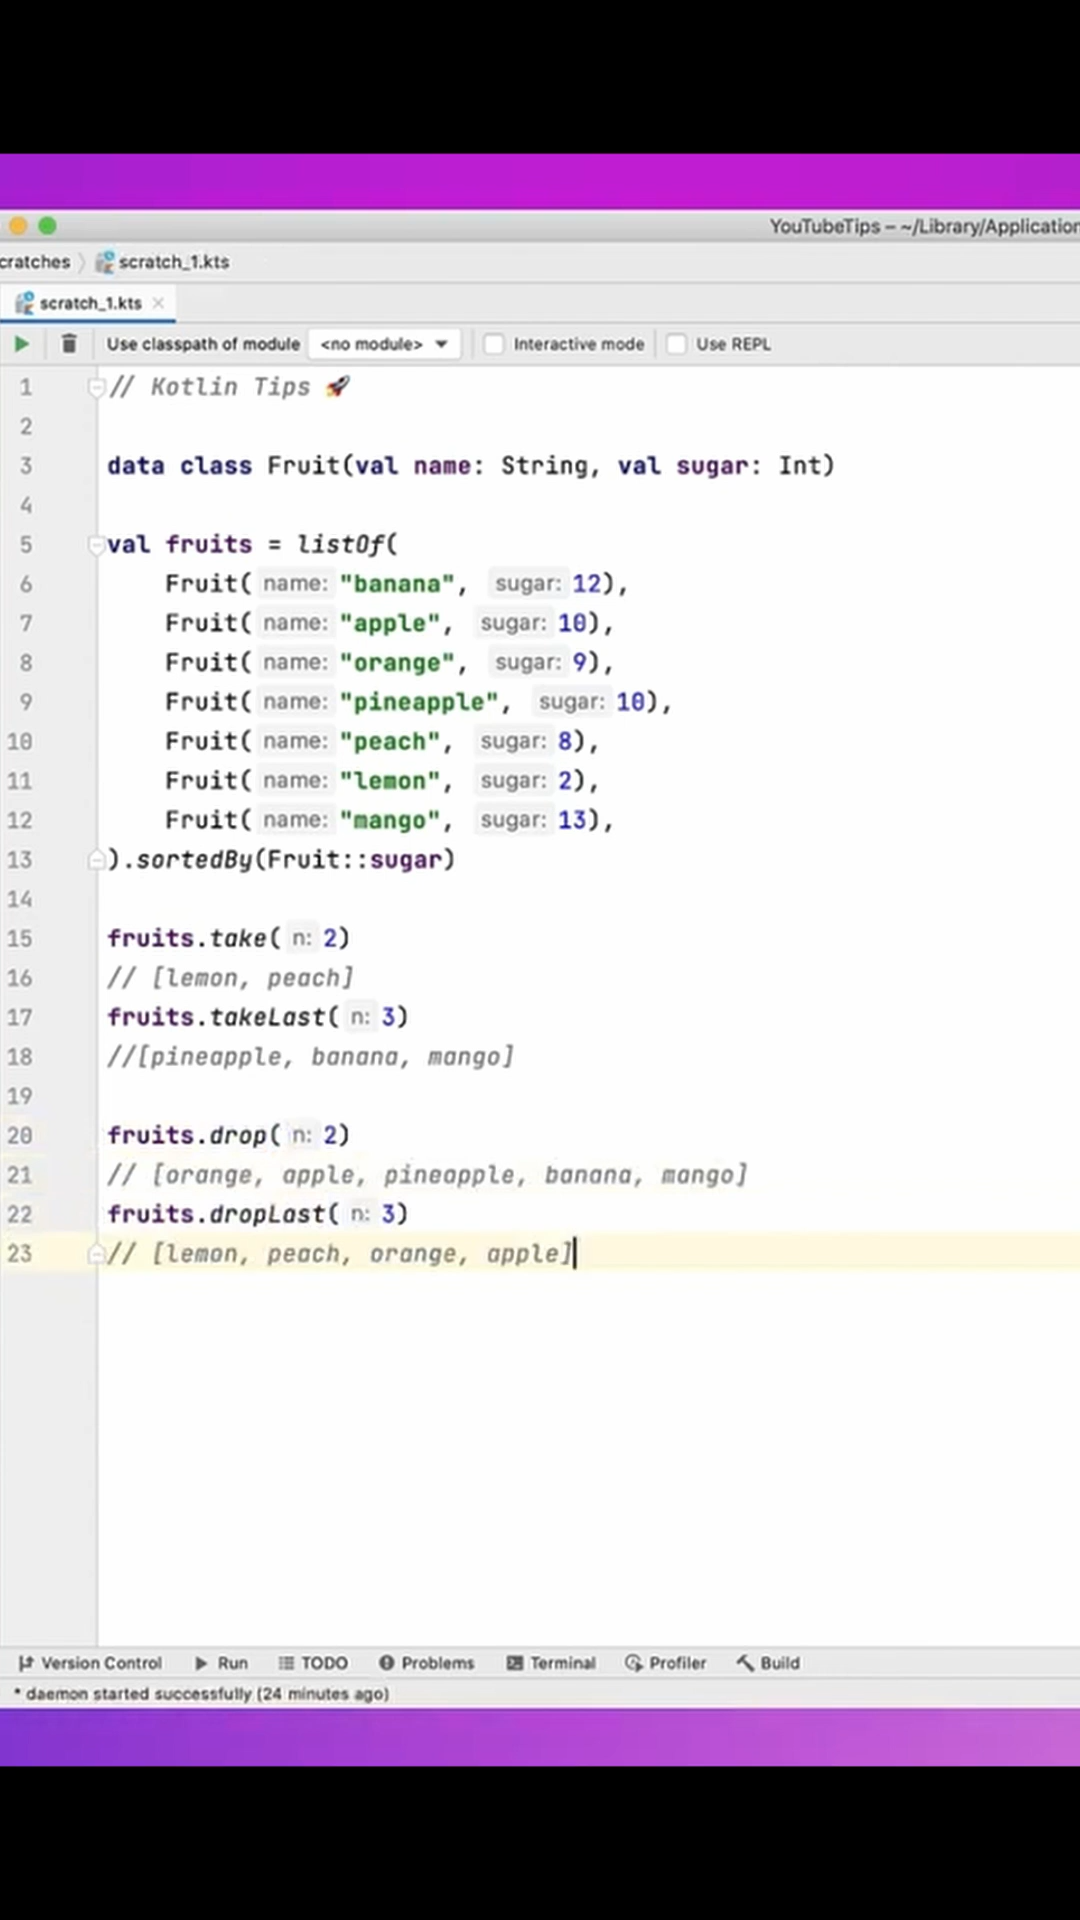 YouTubeTips – ~/Library/Application
cratches 〉 scratch_1.kts
scratch_1.kts ×
Use classpath of module <no module> Interactive mode Use REPL
1 // Kotlin Tips 🚀
2
3 data class Fruit(val name: String, val sugar: Int)
4
5 val fruits = listOf(
6 Fruit( name: "banana", sugar: 12),
7 Fruit( name: "apple", sugar: 10),
8 Fruit( name: "orange", sugar: 9),
9 Fruit( name: "pineapple", sugar: 10),
10 Fruit( name: "peach", sugar: 8),
11 Fruit( name: "lemon", sugar: 2),
12 Fruit( name: "mango", sugar: 13),
13 ).sortedBy(Fruit::sugar)
14
15 fruits.take( n: 2)
16 // [lemon, peach]
17 fruits.takeLast( n: 3)
18 //[pineapple, banana, mango]
19
20 fruits.drop( n: 2)
21 // [orange, apple, pineapple, banana, mango]
22 fruits.dropLast( n: 3)
23 // [lemon, peach, orange, apple]
Version Control Run TODO Problems Terminal Profiler Build
* daemon started successfully (24 minutes ago)